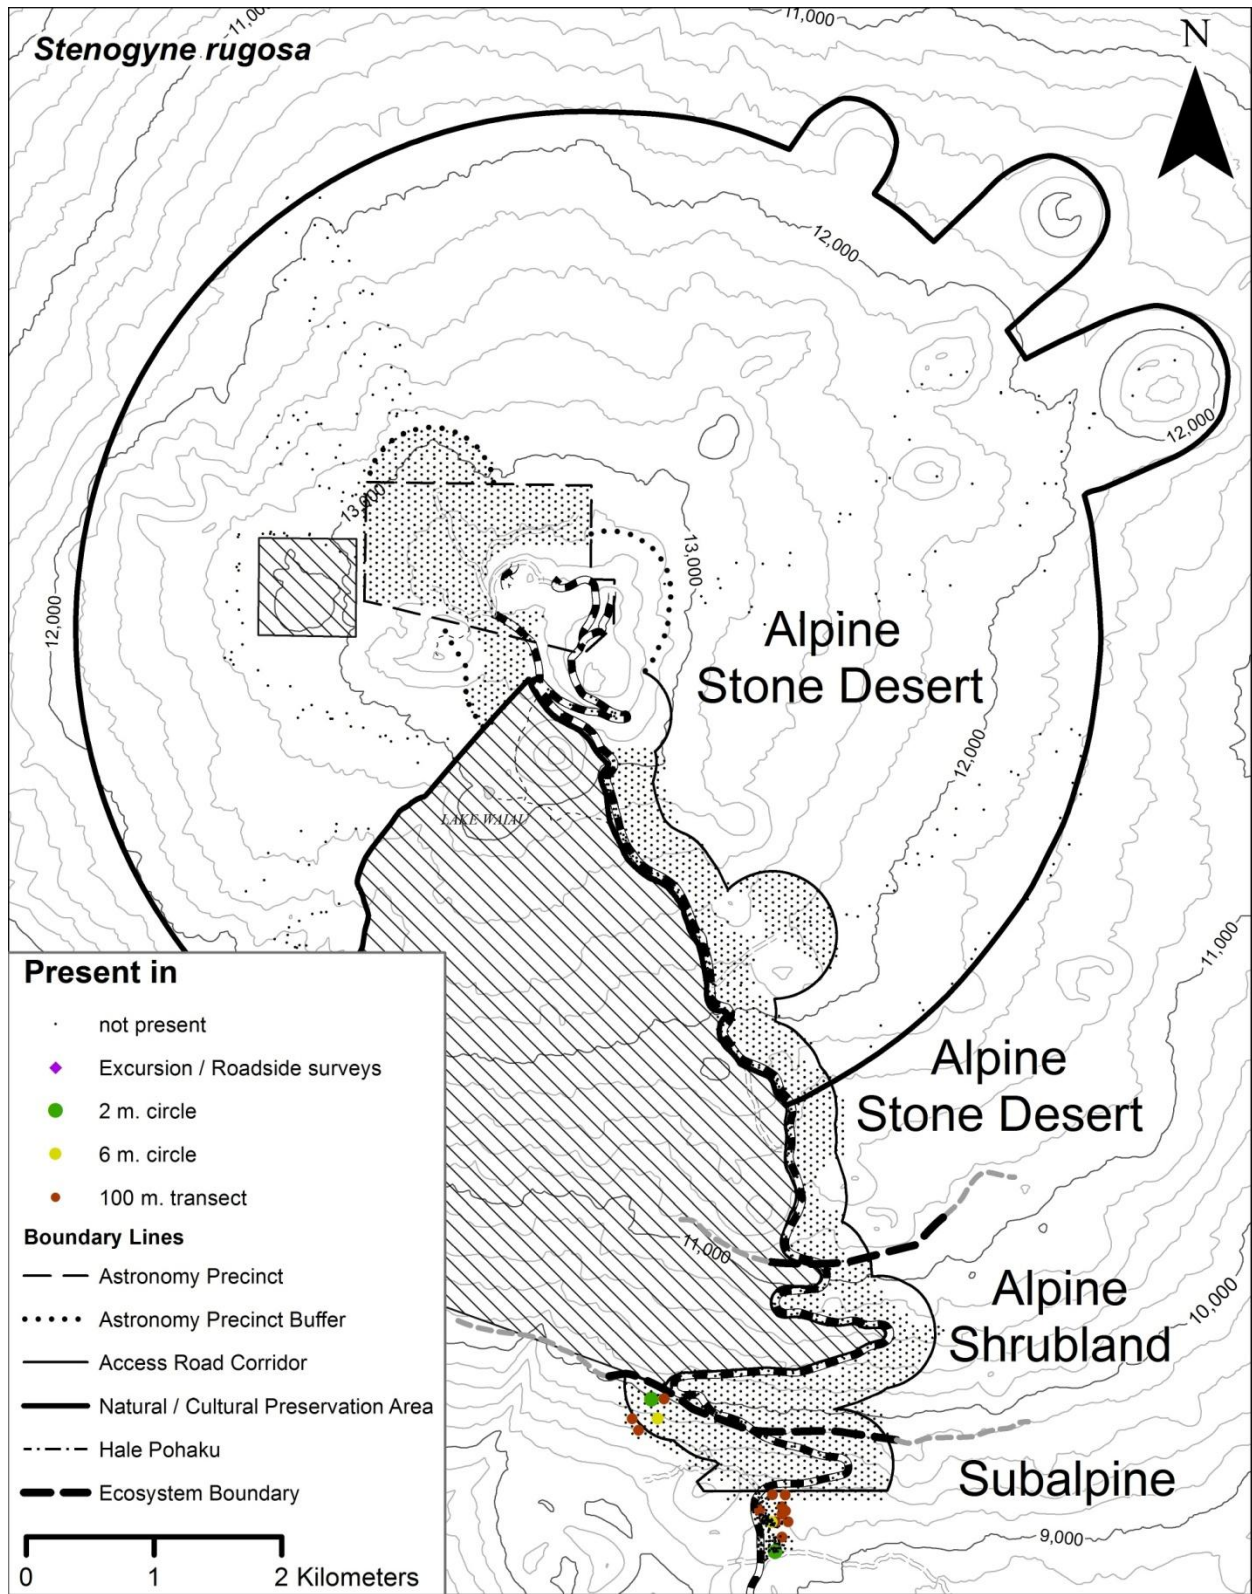 11,000
11,000
Stenogyne rugosa
N
12,000
12,000
13,000
13,000
12,000
Alpine
Stone Desert
12,000
LAKE WAIAU
11,000
Present in
not present
Excursion / Roadside surveys
2 m. circle
6 m. circle
100 m. transect
Boundary Lines
Astronomy Precinct
Astronomy Precinct Buffer
Access Road Corridor
Natural / Cultural Preservation Area
Hale Pohaku
Ecosystem Boundary
0 1 2 Kilometers
Alpine
Stone Desert
11,000
Alpine
Shrubland
10,000
Subalpine
9,000